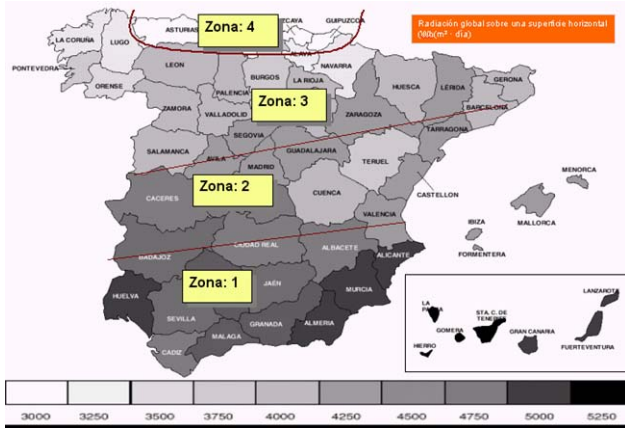 Zona: 4
Radiación global sobre una superficie horizontal
(Wh/m² · día)
ASTURIAS
GUIPUZCOA
LA CORUÑA
LUGO
NAVARRA
PONTEVEDRA
LEON
BURGOS
LA RIOJA
HUESCA
LÉRIDA
GERONA
ORENSE
PALENCIA
Zona: 3
BARCELONA
ZAMORA
VALLADOLID
ZARAGOZA
TARRAGONA
SEGOVIA
SALAMANCA
AVILA
GUADALAJARA
MADRID
TERUEL
MENORCA
Zona: 2
CACERES
CUENCA
CASTELLON
MALLORCA
VALENCIA
IBIZA
BADAJOZ
CIUDAD REAL
ALBACETE
FORMENTERA
ALICANTE
Zona: 1
JAÉN
HUELVA
MURCIA
SEVILLA
GRANADA
ALMERIA
MALAGA
CADIZ
LANZAROTE
LA PALMA
STA. C. DE
TENERIFE
GOMERA
GRAN CANARIA
HIERRO
FUERTEVENTURA
3000 3250 3500 3750 4000 4250 4500 4750 5000 5250